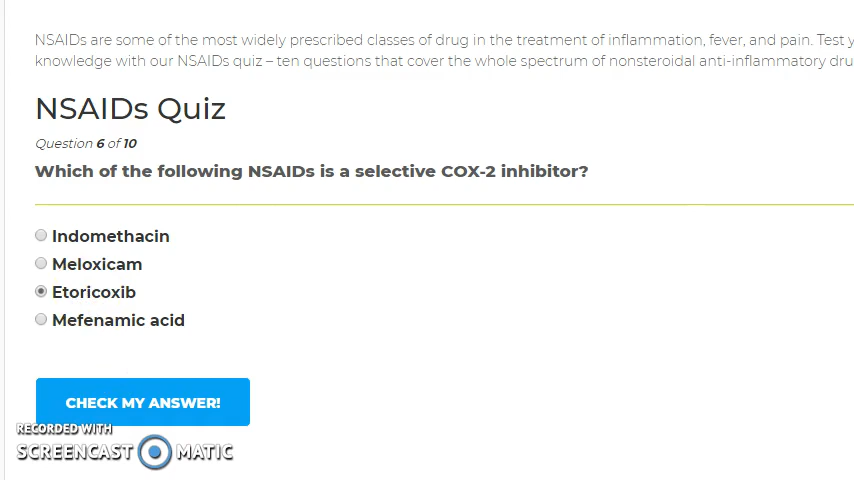 NSAIDs are some of the most widely prescribed classes of drug in the treatment of inflammation, fever, and pain. Test
knowledge with our NSAIDs quiz – ten questions that cover the whole spectrum of nonsteroidal anti-inflammatory
NSAIDs Quiz
Question 6 of 10
Which of the following NSAIDs is a selective COX-2 inhibitor?
Indomethacin
Meloxicam
Etoricoxib
Mefenamic acid
CHECK MY ANSWER!
RECORDED WITH
SCREENCAST MATIC